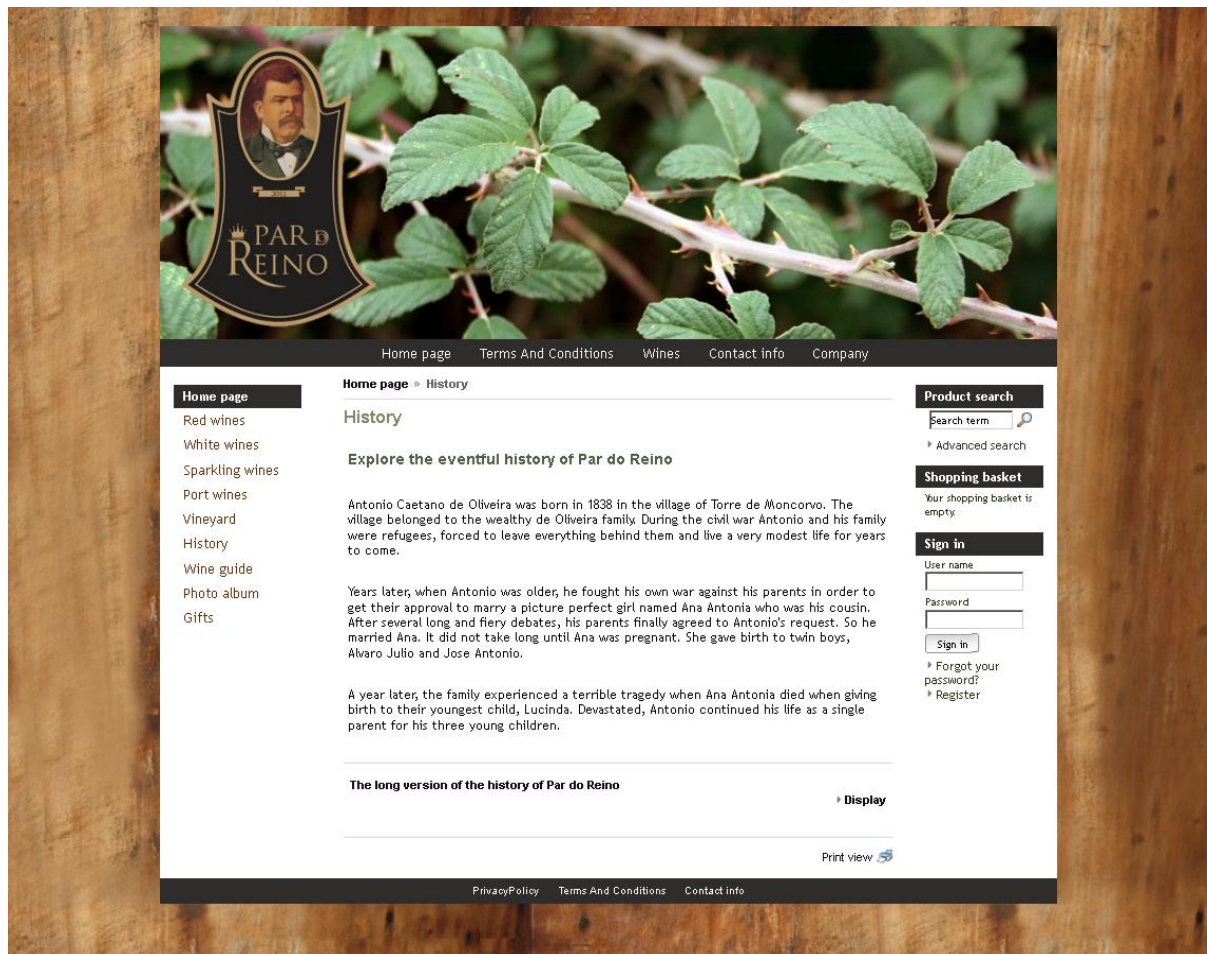 2011
PAR DO
REINO
Home page Terms And Conditions Wines Contact info Company
Home page
Red wines
White wines
Sparkling wines
Port wines
Vineyard
History
Wine guide
Photo album
Gifts
Home page » History
History
Explore the eventful history of Par do Reino
Antonio Caetano de Oliveira was born in 1838 in the village of Torre de Moncorvo. The
village belonged to the wealthy de Oliveira family. During the civil war Antonio and his family
were refugees, forced to leave everything behind them and live a very modest life for years
to come.
Years later, when Antonio was older, he fought his own war against his parents in order to
get their approval to marry a picture perfect girl named Ana Antonia who was his cousin.
After several long and fiery debates, his parents finally agreed to Antonio's request. So he
married Ana. It did not take long until Ana was pregnant. She gave birth to twin boys,
Alvaro Julio and Jose Antonio.
A year later, the family experienced a terrible tragedy when Ana Antonia died when giving
birth to their youngest child, Lucinda. Devastated, Antonio continued his life as a single
parent for his three young children.
The long version of the history of Par do Reino
Display
Print view
Product search
Search term
Advanced search
Shopping basket
Your shopping basket is
empty.
Sign in
User name
Password
Sign in
Forgot your
password?
Register
PrivacyPolicy Terms And Conditions Contact info